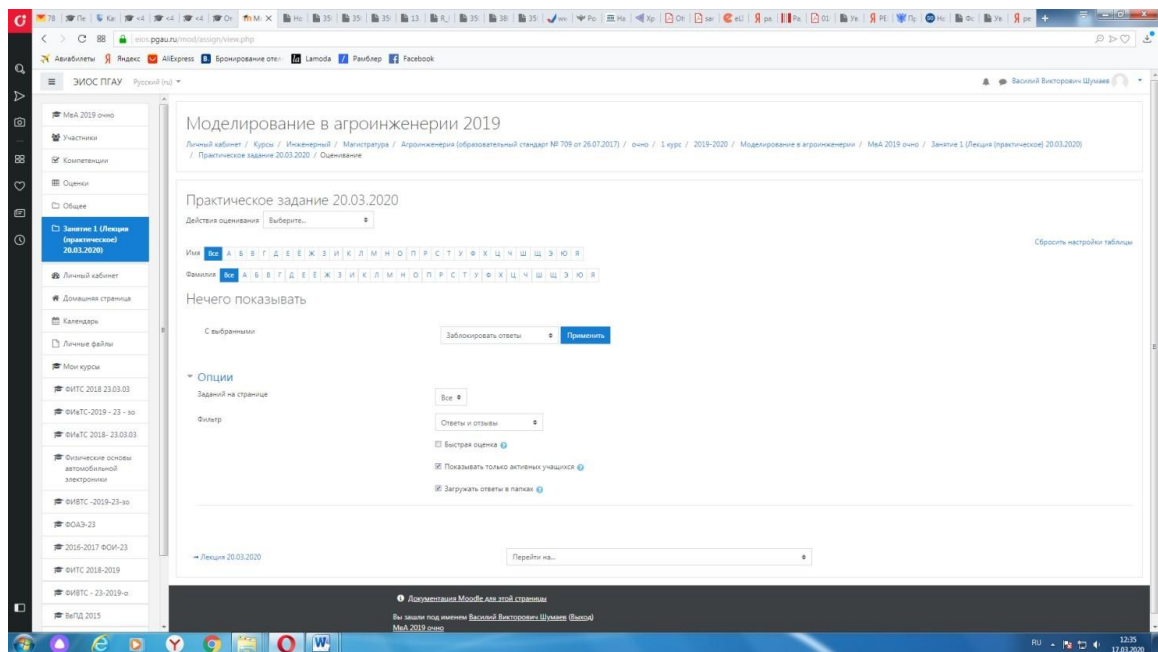 eios.pgau.ru/mod/assign/view.php
Авиабилеты Яндекс AliExpress Бронирование отел Lamoda Рамблер Facebook
ЭИОС ПГАУ Русский (ru)
Василий Викторович Шумаев
МвА 2019 очно
Участники
Компетенции
Оценки
Общее
Занятие 1 (Лекция
(практическое)
20.03.2020)
Личный кабинет
Домашняя страница
Календарь
Личные файлы
Мои курсы
ФИТС 2018 23.03.03
ФИвТС-2019 - 23 - зо
ФИвТС 2018- 23.03.03
Физические основы
автомобильной
электроники
ФИВТС -2019-23-зо
ФОАЭ-23
2016-2017 ФОИ-23
ФИТС 2018-2019
ФИВТС - 23-2019-о
ВеПД 2015
Моделирование в агроинженерии 2019
Личный кабинет / Курсы / Инженерный / Магистратура / Агроинженерия (образовательный стандарт № 709 от 26.07.2017) / очно / 1 курс / 2019-2020 / Моделирование в агроинженерии / МвА 2019 очно / Занятие 1 (Лекция (практическое) 20.03.2020)
/ Практическое задание 20.03.2020 / Оценивание
Практическое задание 20.03.2020
Действия оценивания Выберите...
Сбросить настройки таблицы
Имя Все А Б В Г Д Е Ё Ж З И К Л М Н О П Р С Т У Ф Х Ц Ч Ш Щ Э Ю Я
Фамилия Все А Б В Г Д Е Ё Ж З И К Л М Н О П Р С Т У Ф Х Ц Ч Ш Щ Э Ю Я
Нечего показывать
С выбранными Заблокировать ответы Применить
Опции
Заданий на странице Все
Фильтр Ответы и отзывы
Быстрая оценка
Показывать только активных учащихся
Загружать ответы в папках
→ Лекция 20.03.2020 Перейти на...
Документация Moodle для этой страницы
Вы зашли под именем Василий Викторович Шумаев (Выход)
МвА 2019 очно
RU 12:35
17.03.2020